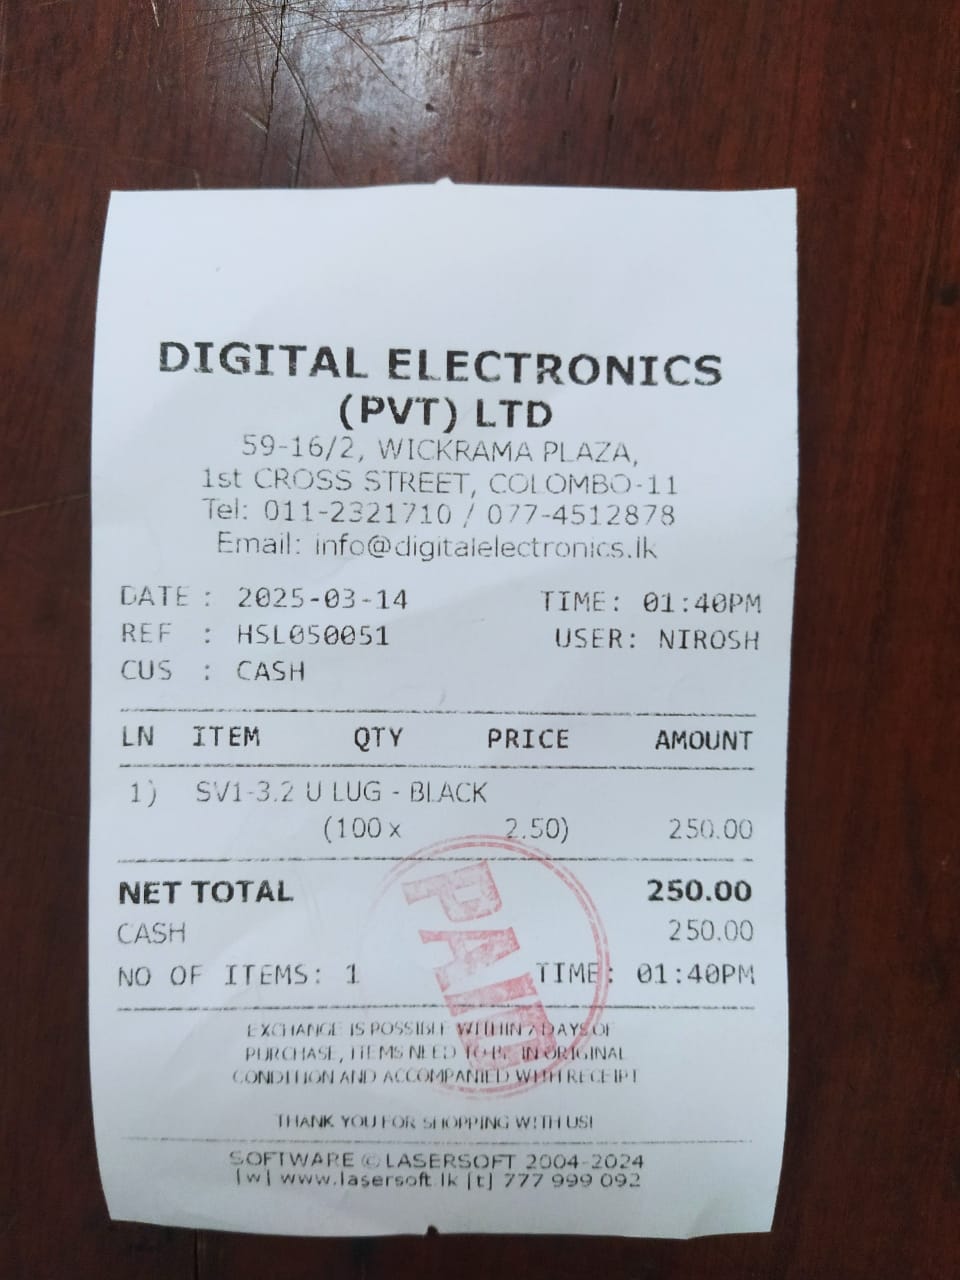 DIGITAL ELECTRONICS
(PVT) LTD
59-16/2, WICKRAMA PLAZA,
1st CROSS STREET, COLOMBO-11
Tel: 011-2321710 / 077-4512878
Email: info@digitalelectronics.lk
DATE : 2025-03-14 TIME: 01:40PM
REF : HSL050051 USER: NIROSH
CUS : CASH
LN ITEM QTY PRICE AMOUNT
1) SV1-3.2 U LUG - BLACK
(100 x 2.50) 250.00
NET TOTAL 250.00
CASH 250.00
NO OF ITEMS: 1 TIME: 01:40PM
PAID
EXCHANGE IS POSSIBLE WITHIN 7 DAYS OF
PURCHASE, ITEMS NEED TO BE IN ORIGINAL
CONDITION AND ACCOMPANIED WITH RECEIPT
THANK YOU FOR SHOPPING WITH US!
SOFTWARE © LASERSOFT 2004-2024
[w] www.lasersoft.lk [t] 777 999 092